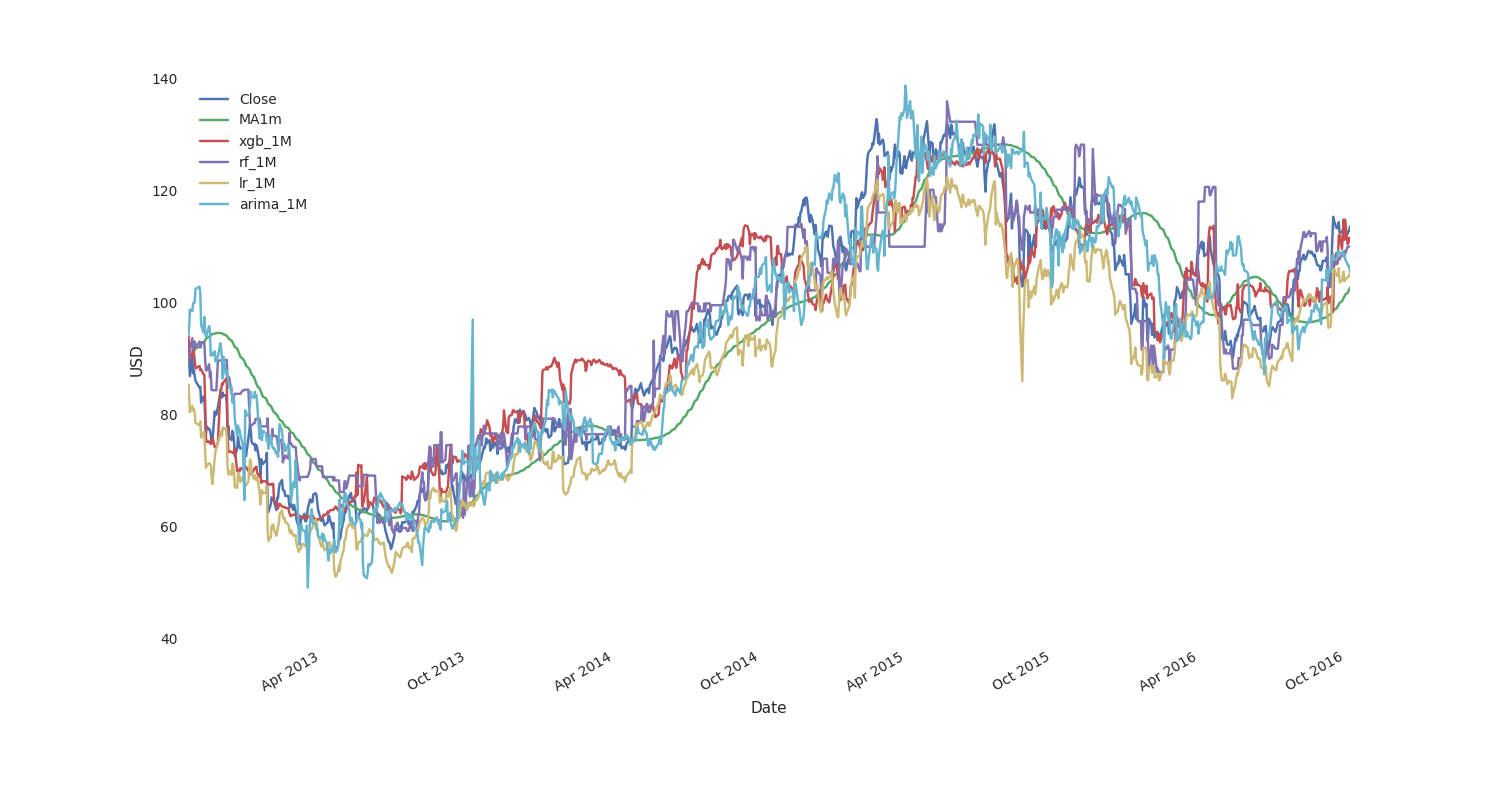 140
120
100
80
60
40
USD
Close
MA1m
xgb_1M
rf_1M
lr_1M
arima_1M
Apr 2013
Oct 2013
Apr 2014
Oct 2014
Apr 2015
Oct 2015
Apr 2016
Oct 2016
Date